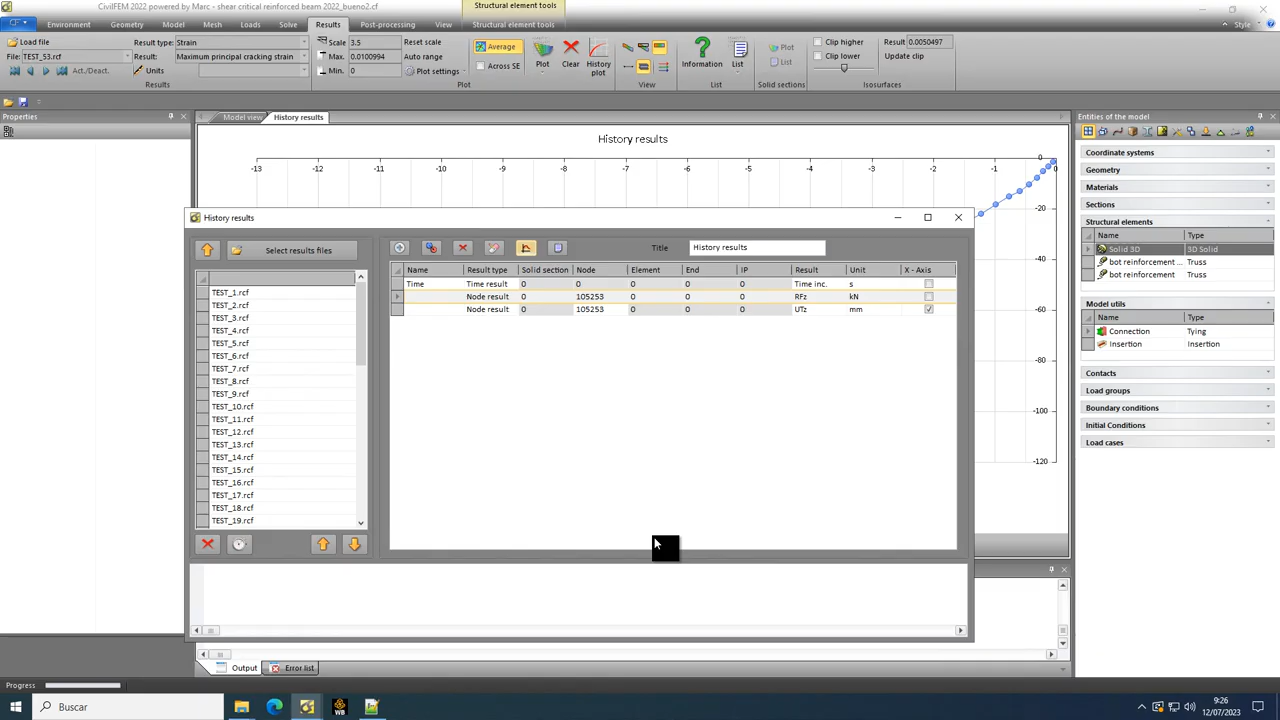 CivilFEM 2022 powered by Marc - shear critical reinforced beam 2022_bueno2.cf
Structural element tools
Style
CF
Environment
Geometry
Model
Mesh
Loads
Solve
Results
Post-processing
View
Structural element tools
Load file
File: TEST_53.rcf
Act./Deact.
Result type: Strain
Result: Maximum principal cracking strain
Units
Results
Scale 3.5
Max. 0.0100994
Min. 0
Reset scale
Auto range
Plot settings
Average
Across SE
Plot
Clear
History plot
Plot
View
Information
List
List
Plot
List
Solid sections
Clip higher
Clip lower
Result 0.0050497
Update clip
Isosurfaces
Properties
Model view
History results
History results
-13 -12 -11 -10 -9 -8 -7 -6 -5 -4 -3 -2 -1 0
-20
-40
-60
-80
-100
-120
History results
Select results files
Title History results
TEST_1.rcf
TEST_2.rcf
TEST_3.rcf
TEST_4.rcf
TEST_5.rcf
TEST_6.rcf
TEST_7.rcf
TEST_8.rcf
TEST_9.rcf
TEST_10.rcf
TEST_11.rcf
TEST_12.rcf
TEST_13.rcf
TEST_14.rcf
TEST_15.rcf
TEST_16.rcf
TEST_17.rcf
TEST_18.rcf
TEST_19.rcf
Name Result type Solid section Node Element End IP Result Unit X - Axis
Time Time result 0 0 0 0 0 Time inc. s
Node result 0 105253 0 0 0 RFz kN
Node result 0 105253 0 0 0 UTz mm
Entities of the model
Coordinate systems
Geometry
Materials
Sections
Structural elements
Name Type
Solid 3D 3D Solid
bot reinforcement ... Truss
bot reinforcement Truss
Model utils
Name Type
Connection Tying
Insertion Insertion
Contacts
Load groups
Boundary conditions
Initial Conditions
Load cases
Output
Error list
Progress
Buscar
WB
9:26
12/07/2023